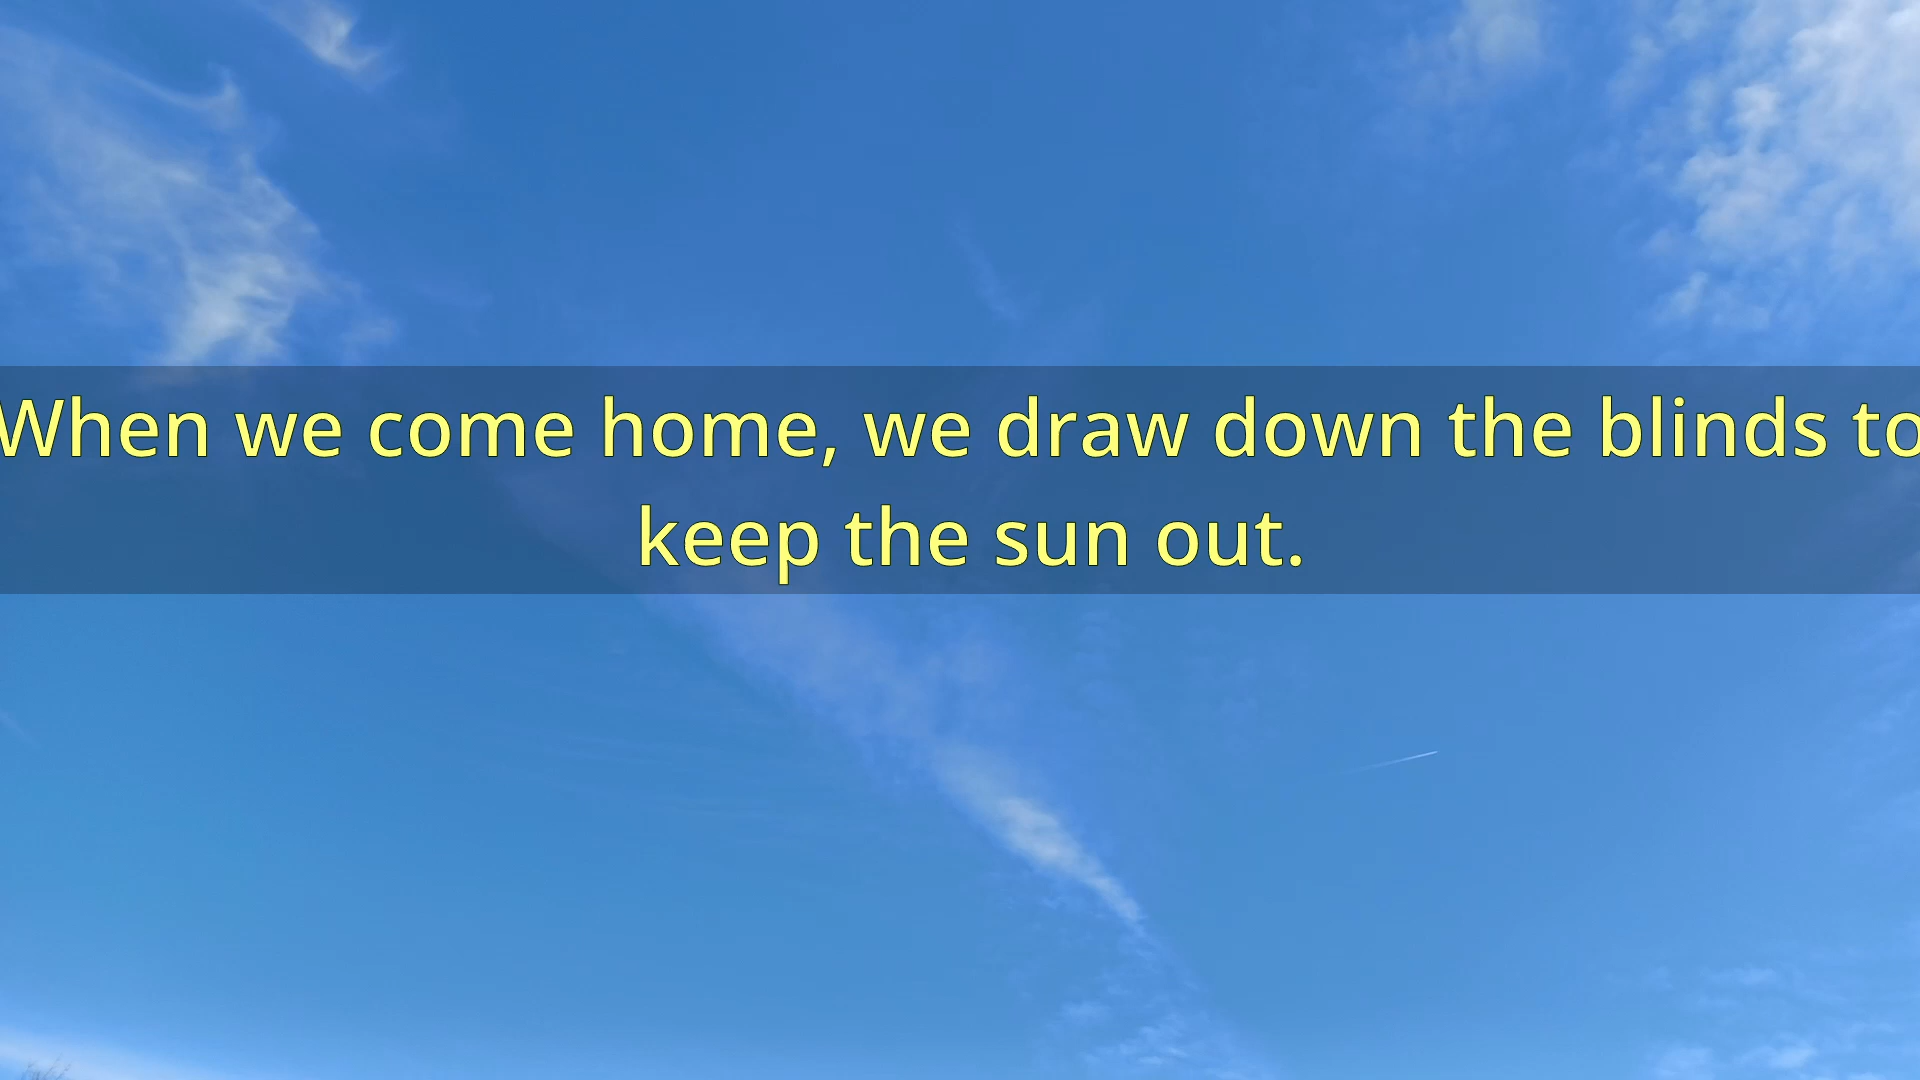 When we come home, we draw down the blinds to
keep the sun out.